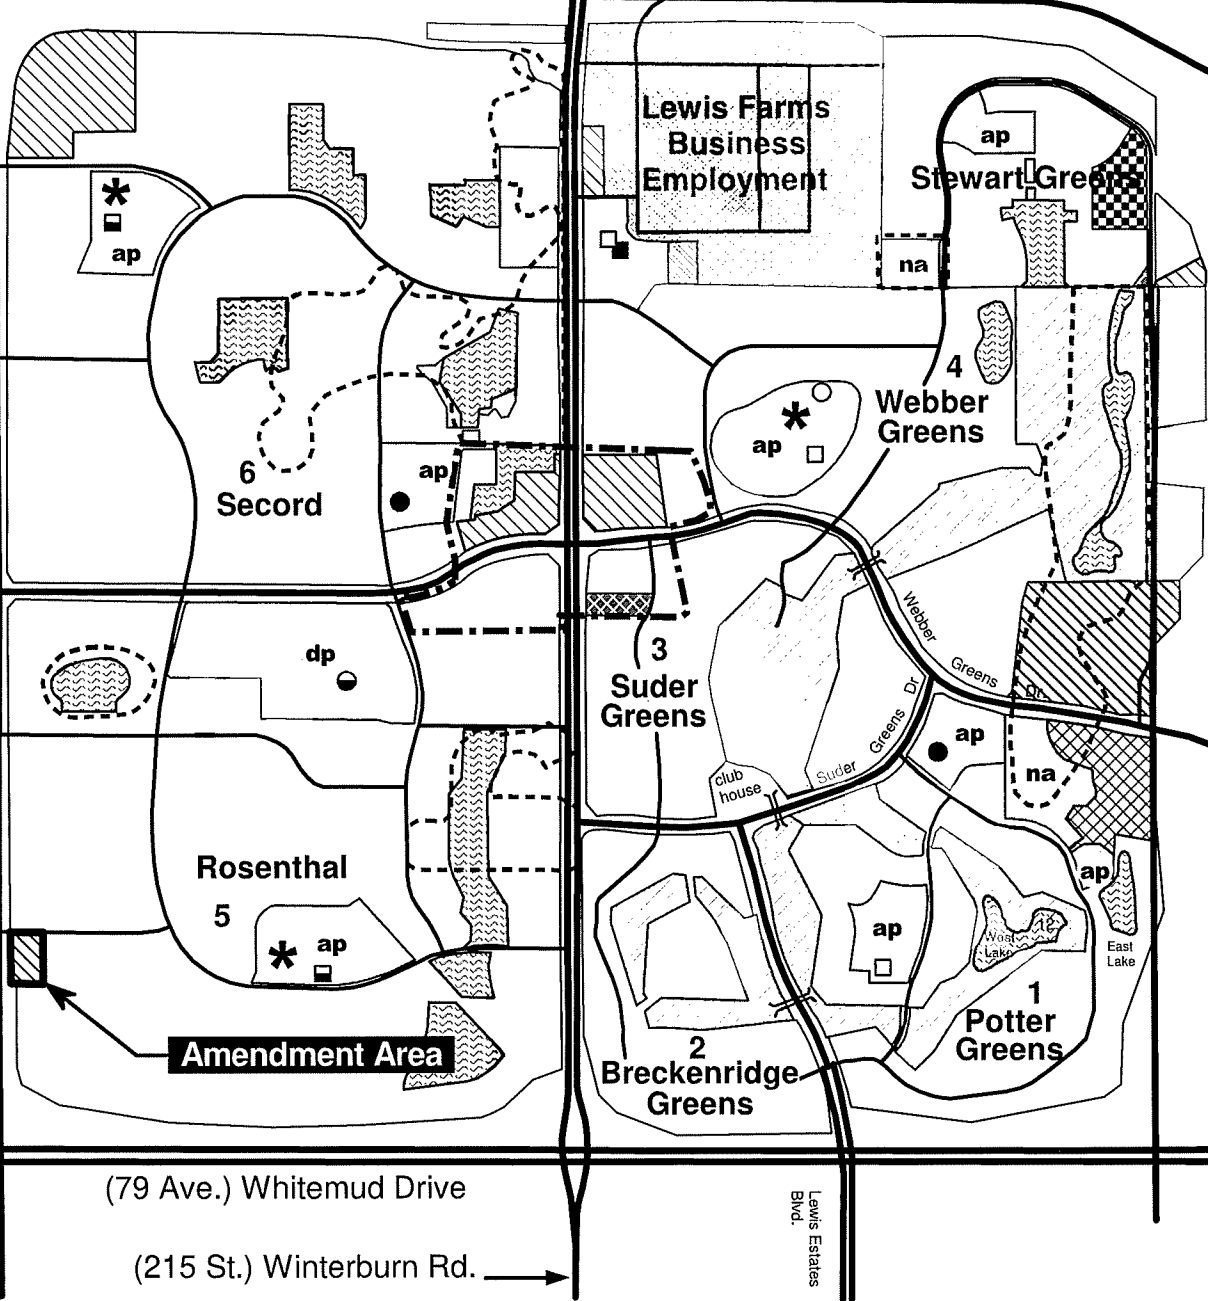 Lewis Farms
Business
Employment
ap
Stewart Greens
*
ap
na
4
Webber
Greens
*
ap
6
Secord
ap
Webber
Greens
Dr
dp
3
Suder
Greens
Suder
Greens
Dr
ap
na
club
house
Rosenthal
5
*
ap
ap
ap
West
Lake
12
East
Lake
1
Potter
Greens
2
Breckenridge
Greens
Amendment Area
(79 Ave.) Whitemud Drive
(215 St.) Winterburn Rd.
Lewis Estates
Blvd.